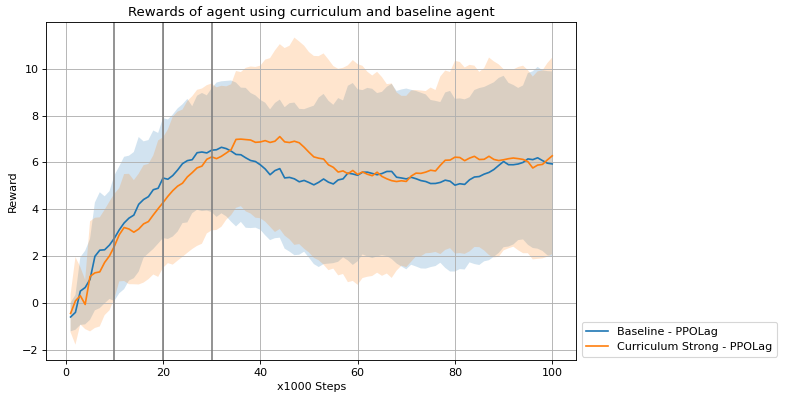 Rewards of agent using curriculum and baseline agent
10
8
6
4
2
0
−2
Reward
0
20
40
60
80
100
x1000 Steps
Baseline - PPOLag
Curriculum Strong - PPOLag